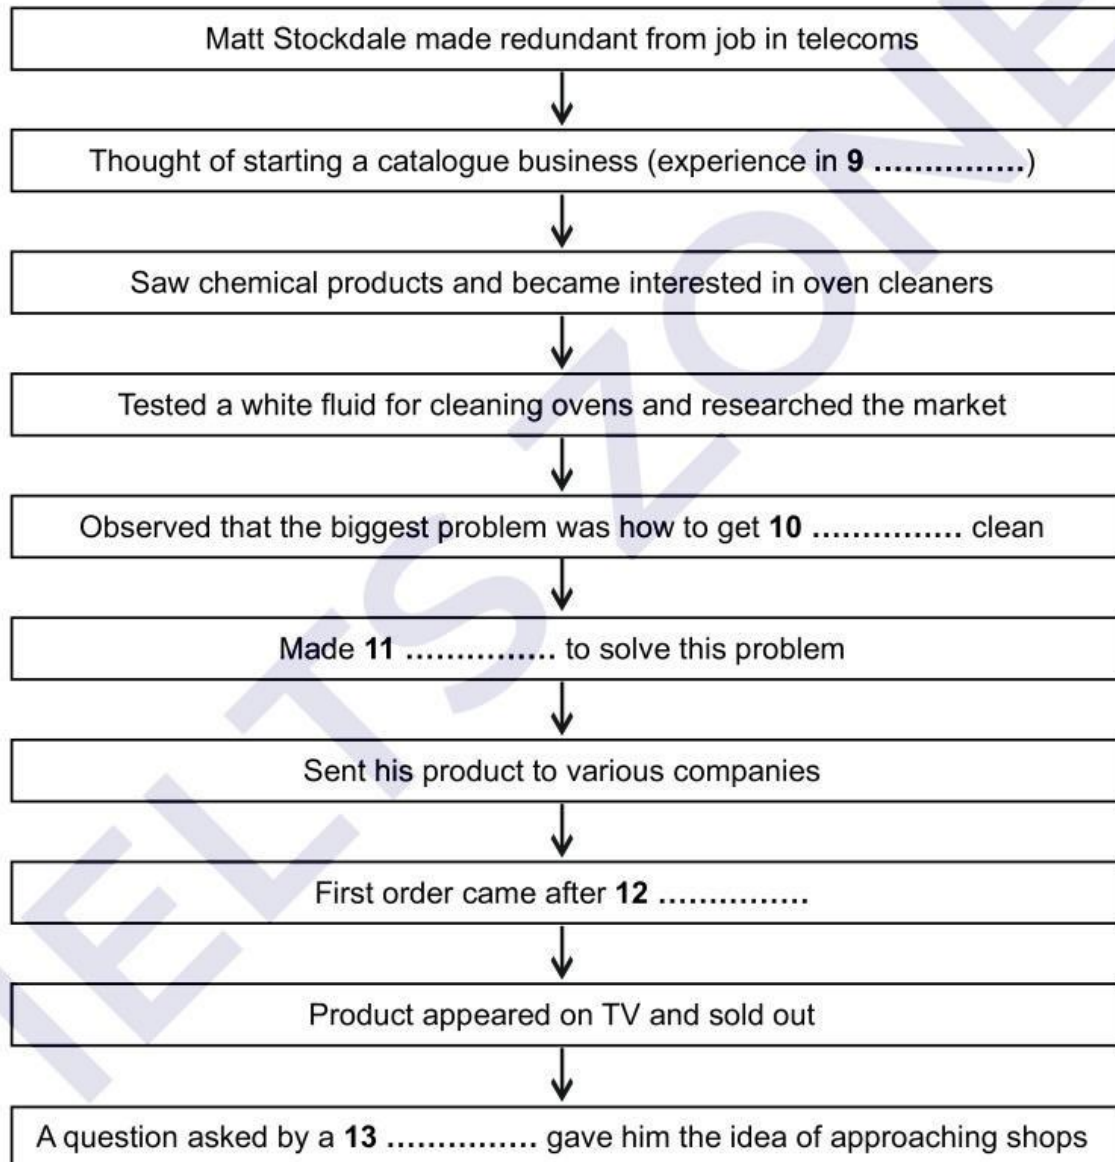 Matt Stockdale made redundant from job in telecoms
Thought of starting a catalogue business (experience in 9 ...............)
Saw chemical products and became interested in oven cleaners
Tested a white fluid for cleaning ovens and researched the market
Observed that the biggest problem was how to get 10 ............... clean
Made 11 ............... to solve this problem
Sent his product to various companies
First order came after 12 ...............
Product appeared on TV and sold out
A question asked by a 13 ............... gave him the idea of approaching shops
IELTS ZONE